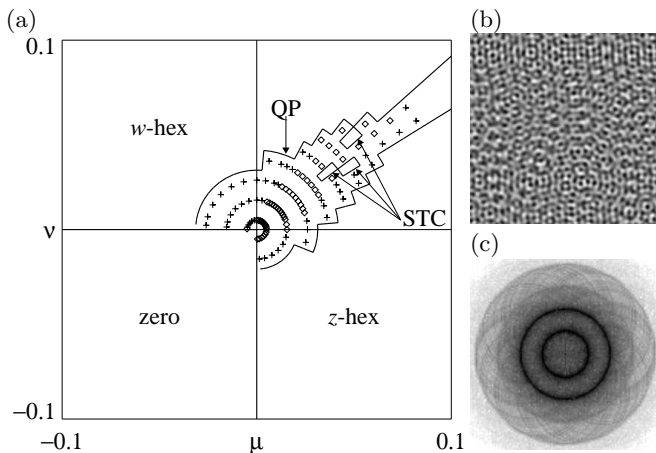 (a)
0.1
w-hex
QP
ν
STC
zero
z-hex
−0.1
−0.1
μ
0.1
(b)
(c)